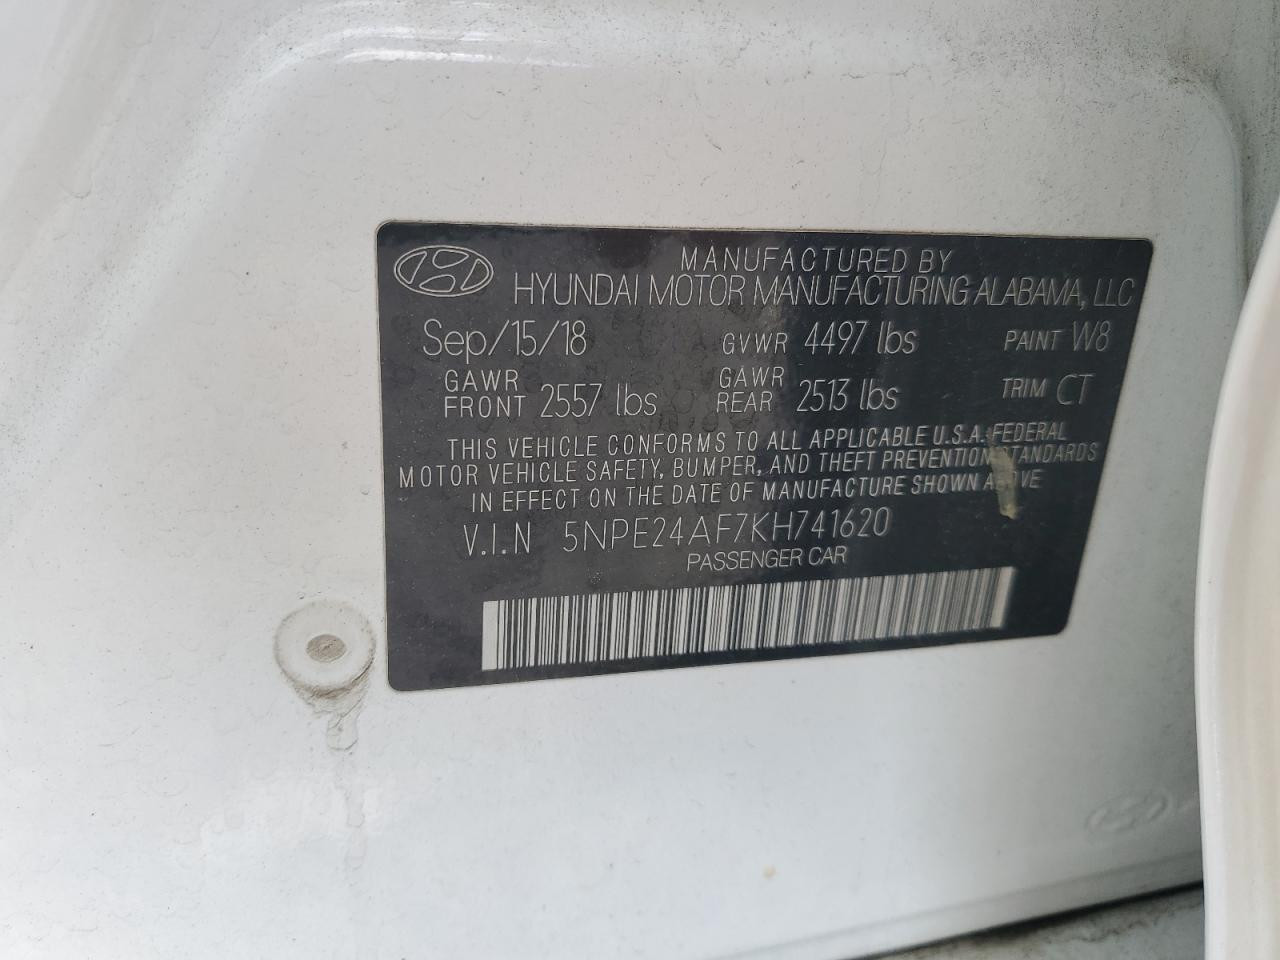 MANUFACTURED BY
HYUNDAI MOTOR MANUFACTURING ALABAMA, LLC
Sep/15/18 GVWR 4497 lbs PAINT W8
GAWR FRONT 2557 lbs GAWR REAR 2513 lbs TRIM CT
THIS VEHICLE CONFORMS TO ALL APPLICABLE U.S.A. FEDERAL
MOTOR VEHICLE SAFETY, BUMPER, AND THEFT PREVENTION STANDARDS
IN EFFECT ON THE DATE OF MANUFACTURE SHOWN ABOVE
V.I.N 5NPE24AF7KH741620
PASSENGER CAR